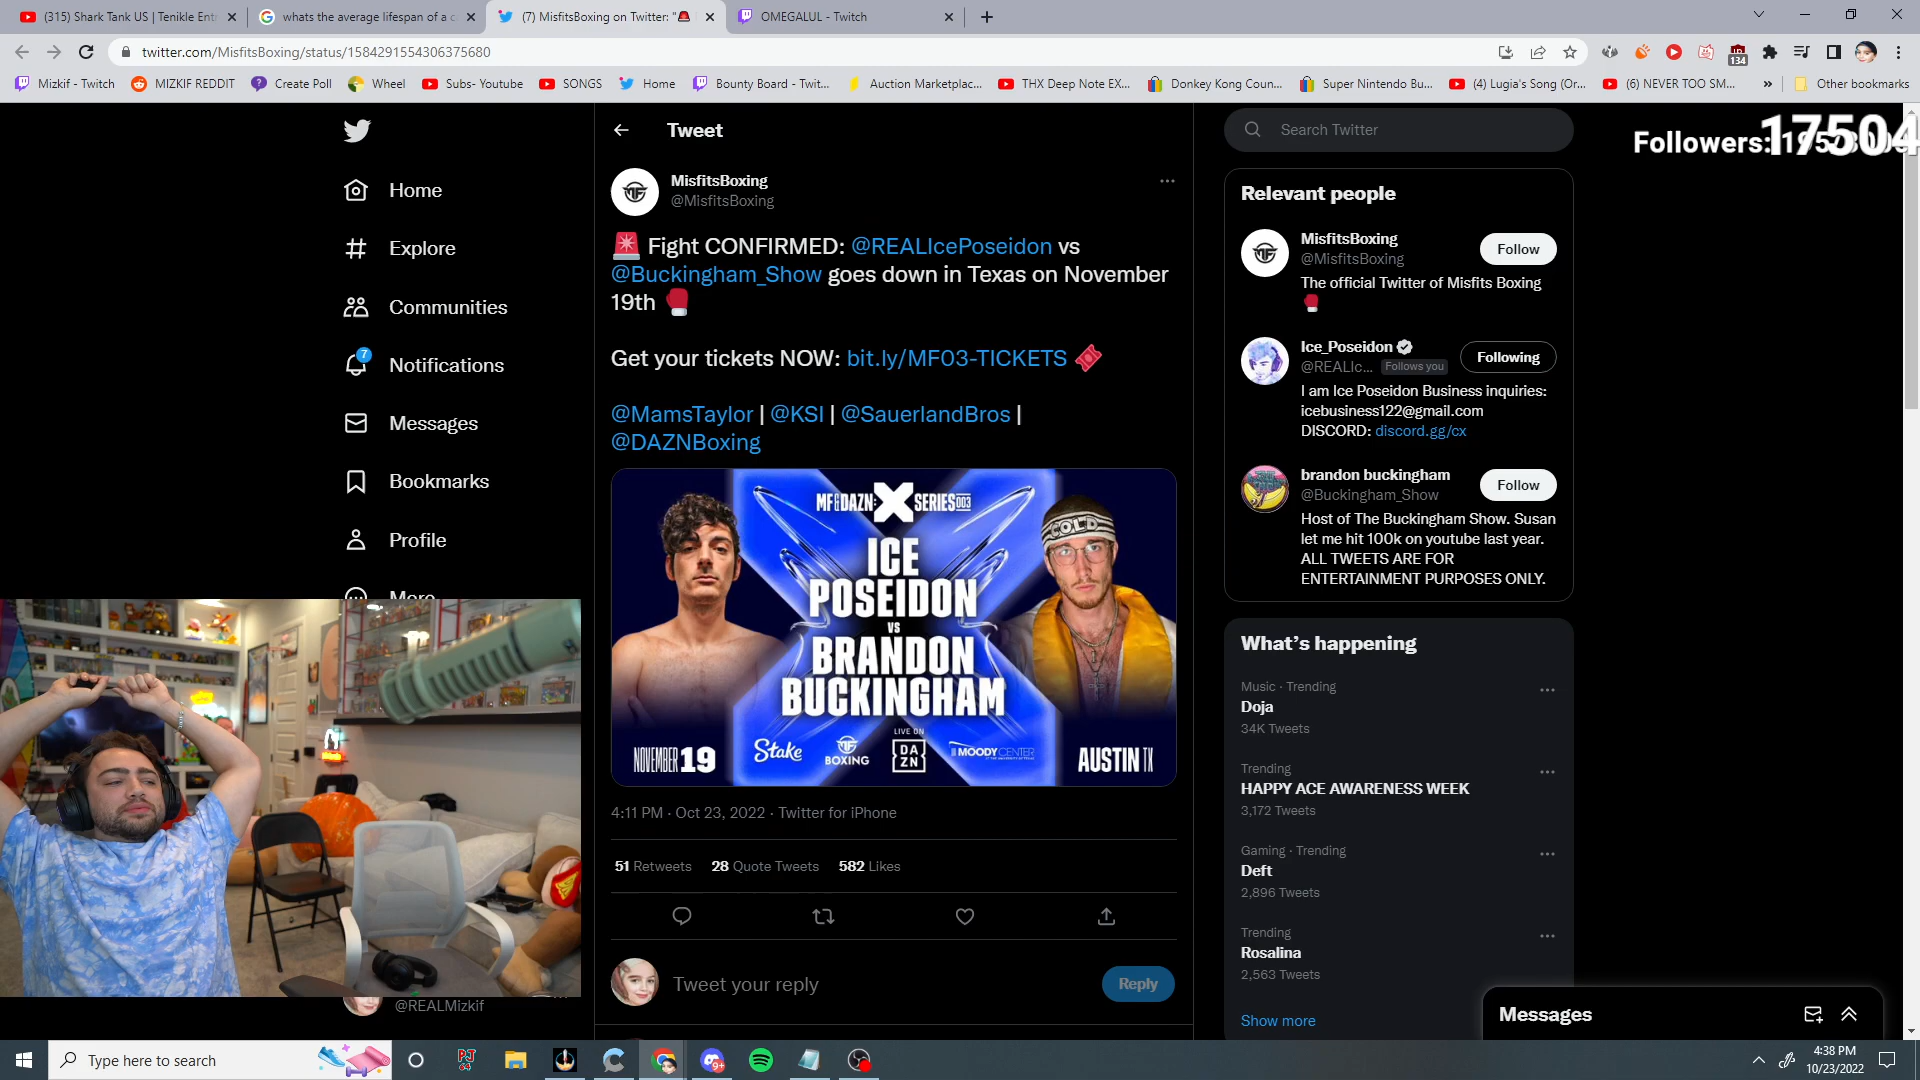 (315) Shark Tank US | Tenikle Ent
whats the average lifespan of a c
(7) MisfitsBoxing on Twitter: "🚨
OMEGALUL - Twitch
twitter.com/MisfitsBoxing/status/1584291554306375680
134
Mizkif - Twitch
MIZKIF REDDIT
Create Poll
Wheel
Subs- Youtube
SONGS
Home
Bounty Board - Twit...
Auction Marketplac...
THX Deep Note EX...
Donkey Kong Coun...
Super Nintendo Bu...
(4) Lugia's Song (Or...
(6) NEVER TOO SM...
»
Other bookmarks
Home
Explore
Communities
7
Notifications
Messages
Bookmarks
Profile
More
@REALMizkif
Tweet
MisfitsBoxing
@MisfitsBoxing
🚨 Fight CONFIRMED: @REALIcePoseidon vs
@Buckingham_Show goes down in Texas on November
19th 🥊
Get your tickets NOW: bit.ly/MF03-TICKETS 🎟
@MamsTaylor | @KSI | @SauerlandBros |
@DAZNBoxing
MF&DAZN: X SERIES 003
ICE
POSEIDON
VS
BRANDON
BUCKINGHAM
COLD
NOVEMBER 19
Stake
MF
BOXING
LIVE ON
DAZN
MOODY CENTER
AUSTIN TX
4:11 PM · Oct 23, 2022 · Twitter for iPhone
51 Retweets 28 Quote Tweets 582 Likes
Tweet your reply
Reply
Search Twitter
Followers:
17504
Relevant people
MisfitsBoxing
@MisfitsBoxing
Follow
The official Twitter of Misfits Boxing
🥊
Ice_Poseidon
@REALIc... Follows you
Following
I am Ice Poseidon Business inquiries:
icebusiness122@gmail.com
DISCORD: discord.gg/cx
brandon buckingham
@Buckingham_Show
Follow
Host of The Buckingham Show. Susan
let me hit 100k on youtube last year.
ALL TWEETS ARE FOR
ENTERTAINMENT PURPOSES ONLY.
What's happening
Music · Trending
Doja
34K Tweets
Trending
HAPPY ACE AWARENESS WEEK
3,172 Tweets
Gaming · Trending
Deft
2,896 Tweets
Trending
Rosalina
2,563 Tweets
Show more
Messages
Type here to search
9+
4:38 PM
10/23/2022